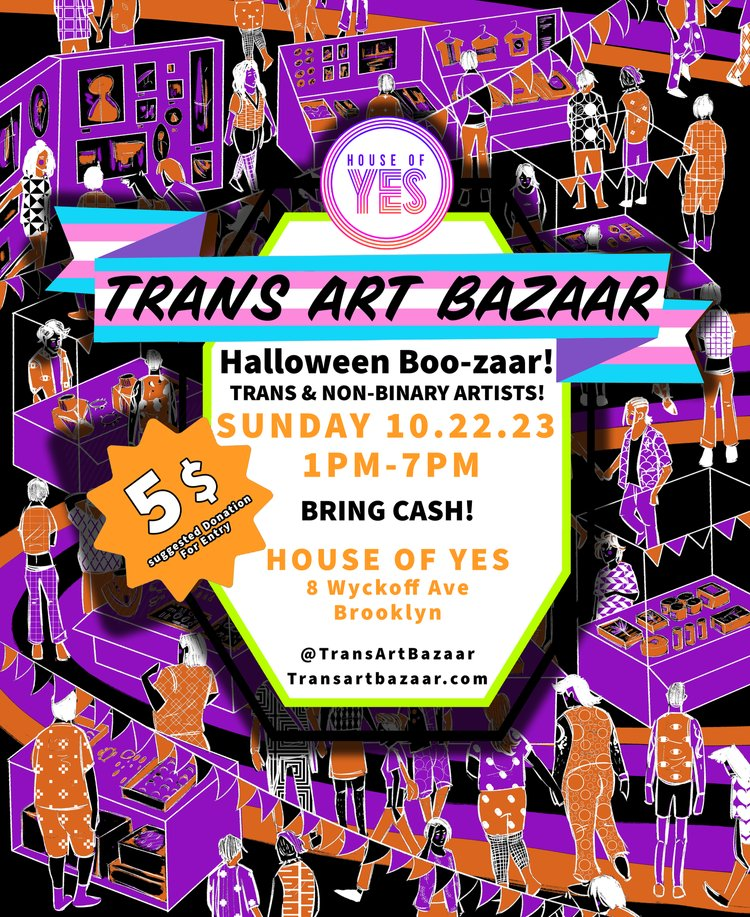 HOUSE OF
YES
TRANS ART BAZAAR
Halloween Boo-zaar!
TRANS & NON-BINARY ARTISTS!
SUNDAY 10.22.23
1PM-7PM
BRING CASH!
5$
suggested Donation
For Entry
HOUSE OF YES
8 Wyckoff Ave
Brooklyn
@TransArtBazaar
Transartbazaar.com